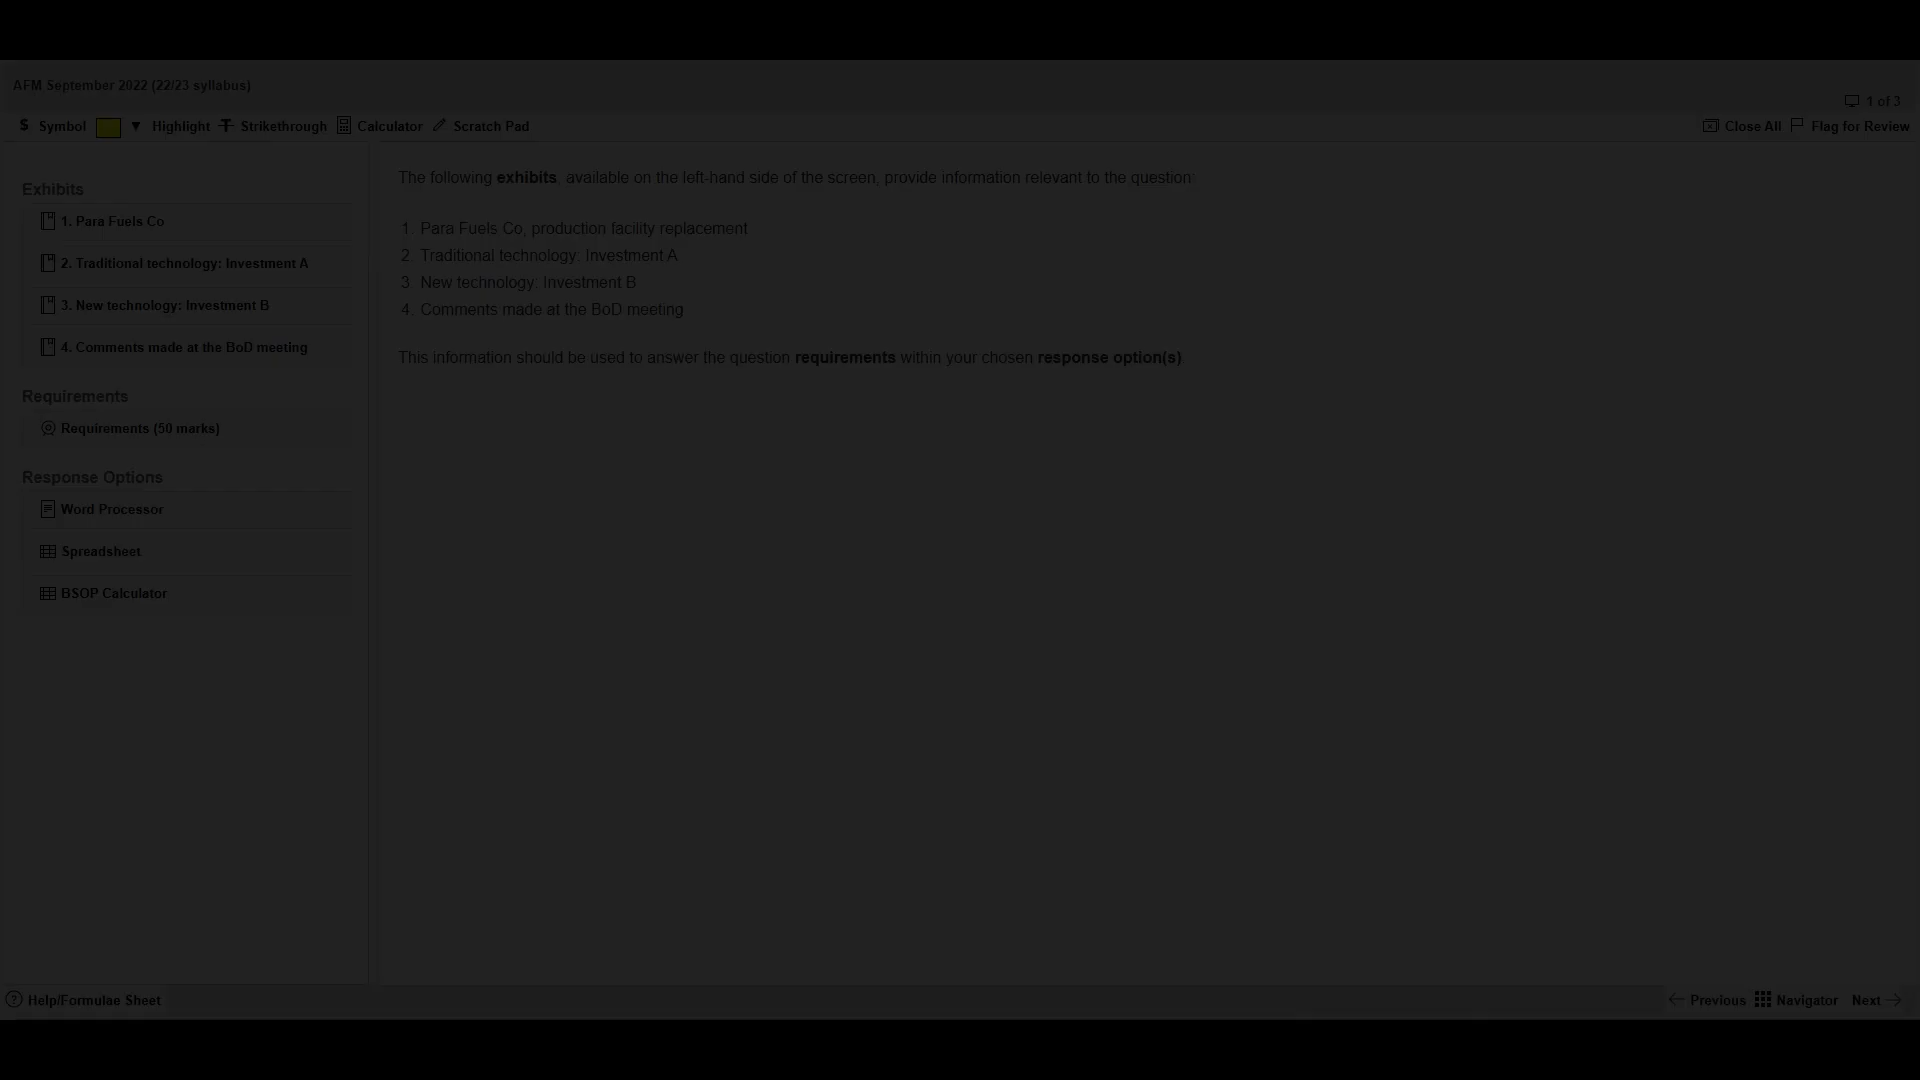 AFM September 2022 (22/23 syllabus)
1 of 3
$ Symbol Highlight Strikethrough Calculator Scratch Pad Close All Flag for Review
Exhibits
1. Para Fuels Co
2. Traditional technology: Investment A
3. New technology: Investment B
4. Comments made at the BoD meeting
Requirements
Requirements (50 marks)
Response Options
Word Processor
Spreadsheet
BSOP Calculator
The following exhibits, available on the left-hand side of the screen, provide information relevant to the question:
1. Para Fuels Co, production facility replacement
2. Traditional technology: Investment A
3. New technology: Investment B
4. Comments made at the BoD meeting
This information should be used to answer the question requirements within your chosen response option(s).
Help/Formulae Sheet
Previous Navigator Next